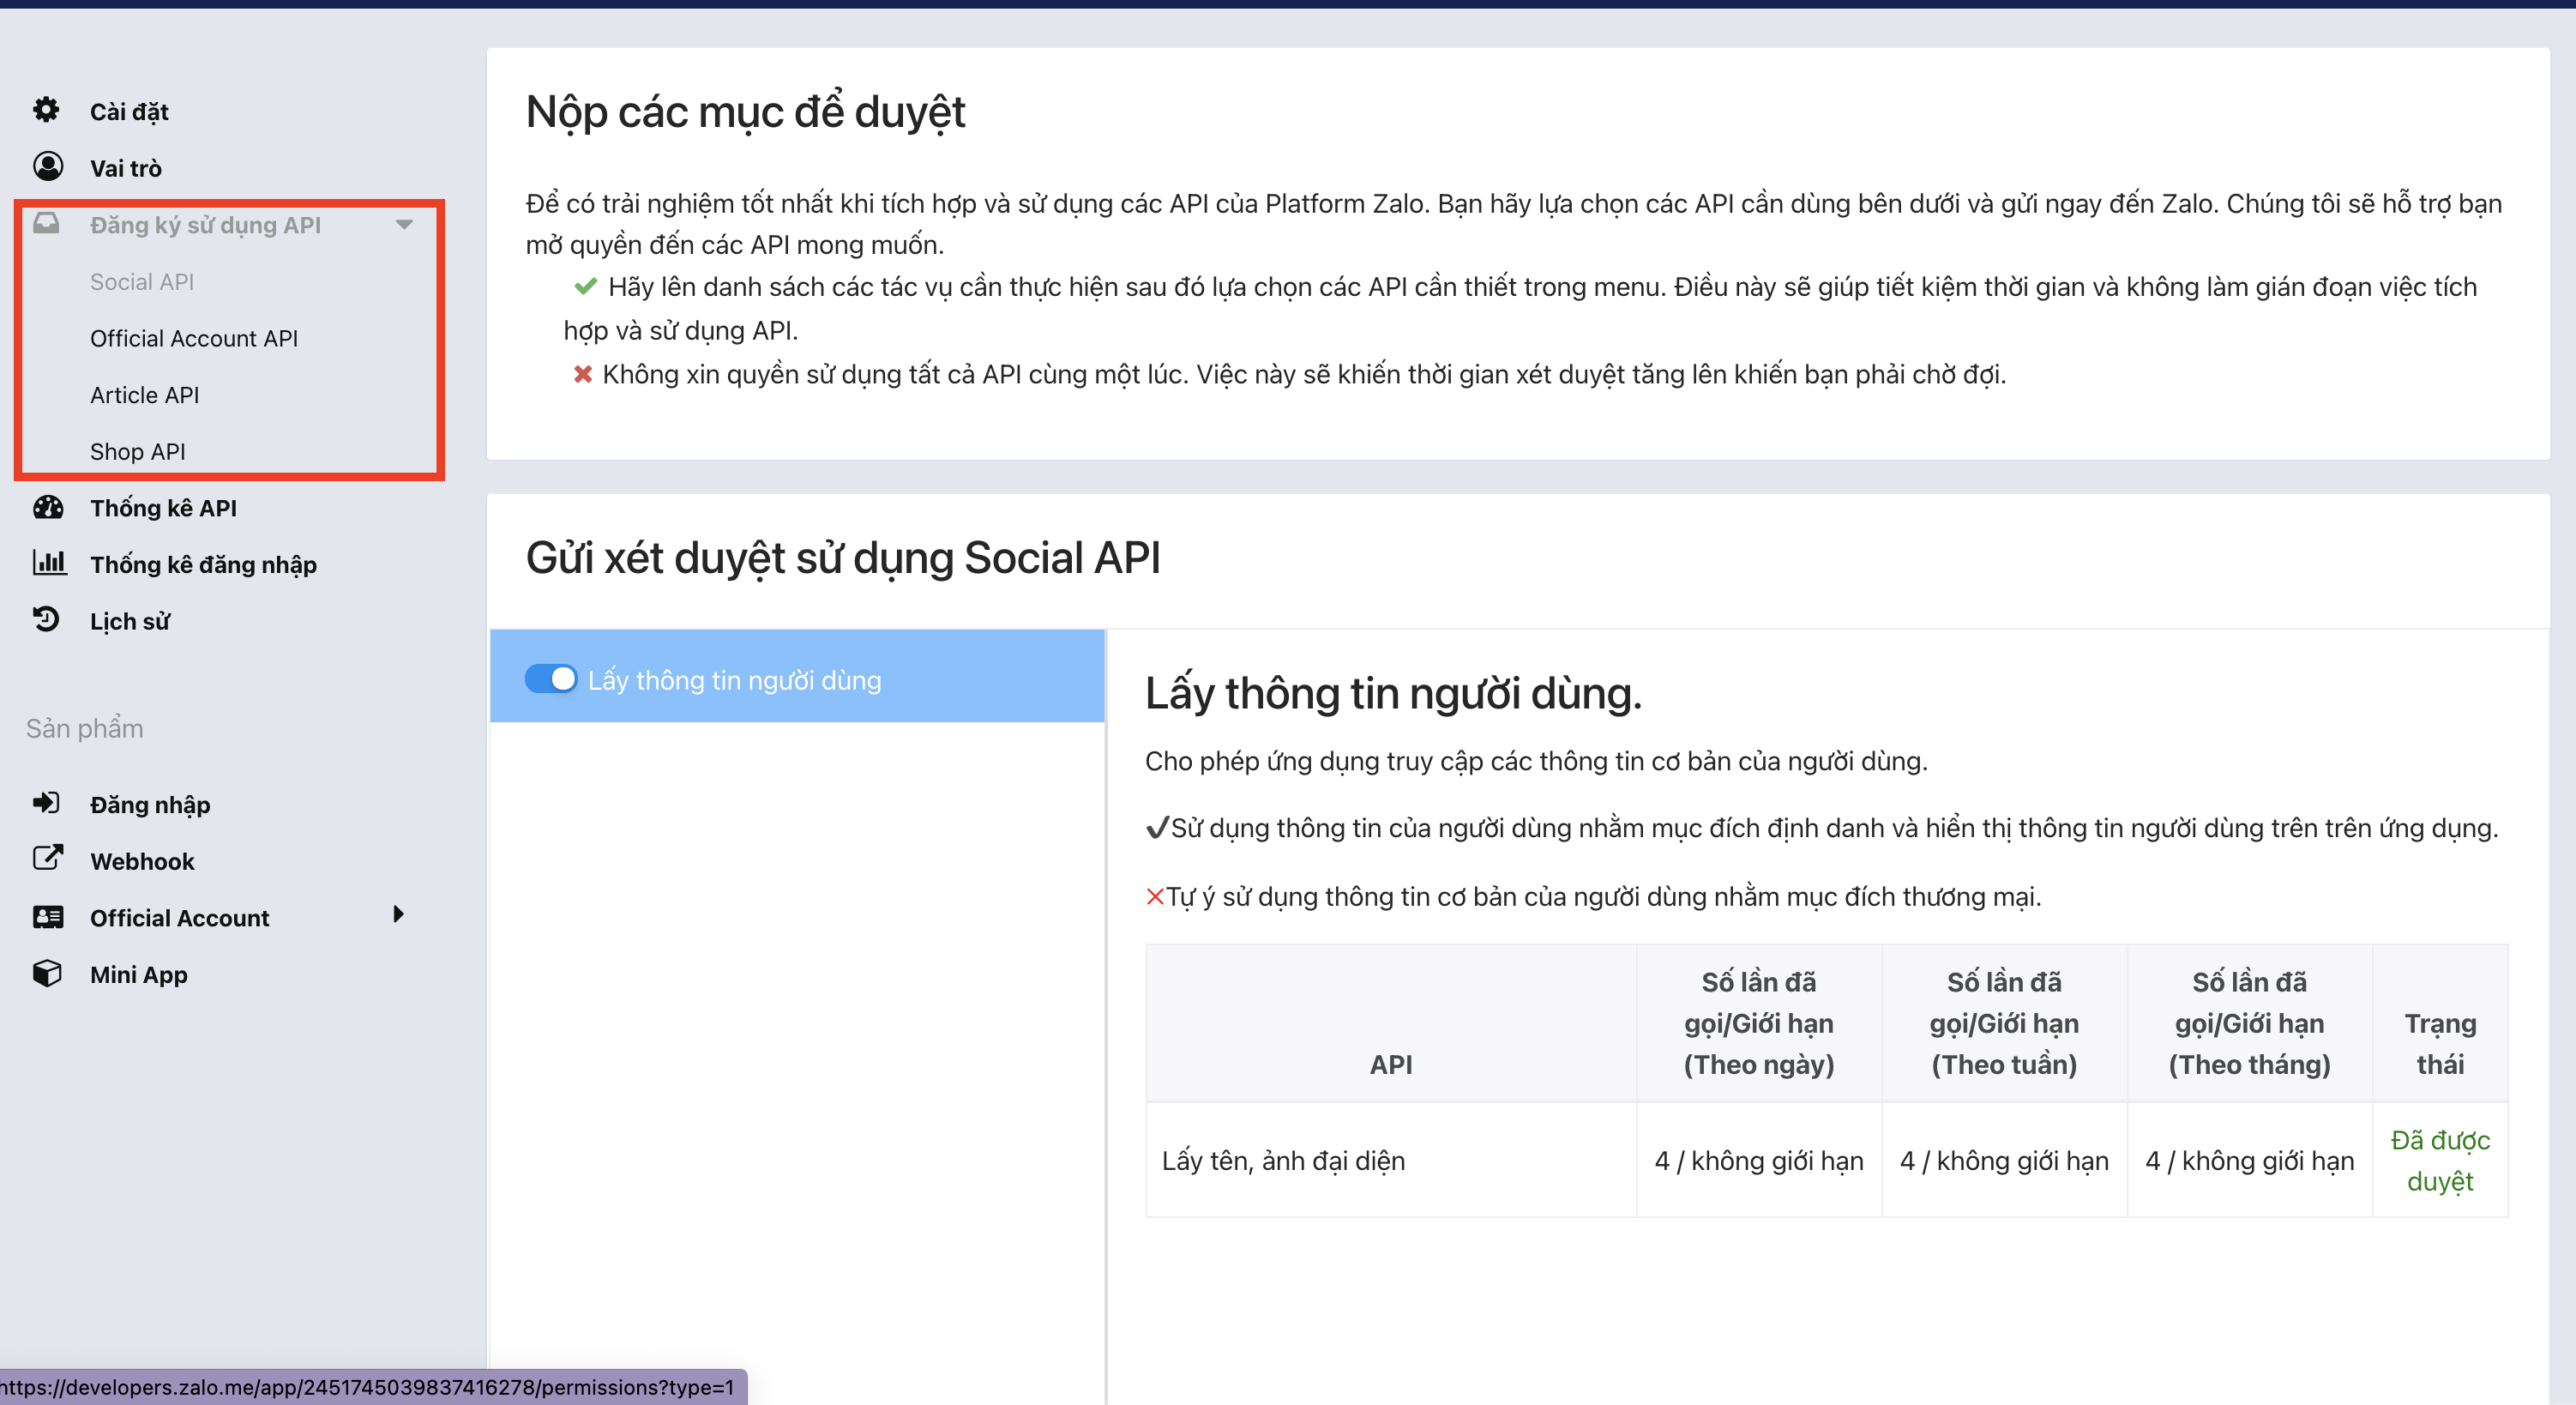 Cài đặt
Vai trò
Đăng ký sử dụng API
Social API
Official Account API
Article API
Shop API
Thống kê API
Thống kê đăng nhập
Lịch sử
Sản phẩm
Đăng nhập
Webhook
Official Account
Mini App
Nộp các mục để duyệt
Để có trải nghiệm tốt nhất khi tích hợp và sử dụng các API của Platform Zalo. Bạn hãy lựa chọn các API cần dùng bên dưới và gửi ngay đến Zalo. Chúng tôi sẽ hỗ trợ bạn
mở quyền đến các API mong muốn.
✔ Hãy lên danh sách các tác vụ cần thực hiện sau đó lựa chọn các API cần thiết trong menu. Điều này sẽ giúp tiết kiệm thời gian và không làm gián đoạn việc tích
hợp và sử dụng API.
✖ Không xin quyền sử dụng tất cả API cùng một lúc. Việc này sẽ khiến thời gian xét duyệt tăng lên khiến bạn phải chờ đợi.
Gửi xét duyệt sử dụng Social API
Lấy thông tin người dùng
Lấy thông tin người dùng.
Cho phép ứng dụng truy cập các thông tin cơ bản của người dùng.
✔Sử dụng thông tin của người dùng nhằm mục đích định danh và hiển thị thông tin người dùng trên trên ứng dụng.
✕Tự ý sử dụng thông tin cơ bản của người dùng nhằm mục đích thương mại.
API
Số lần đã
gọi/Giới hạn
(Theo ngày)
Số lần đã
gọi/Giới hạn
(Theo tuần)
Số lần đã
gọi/Giới hạn
(Theo tháng)
Trạng
thái
Lấy tên, ảnh đại diện
4 / không giới hạn
4 / không giới hạn
4 / không giới hạn
Đã được
duyệt
https://developers.zalo.me/app/2451745039837416278/permissions?type=1